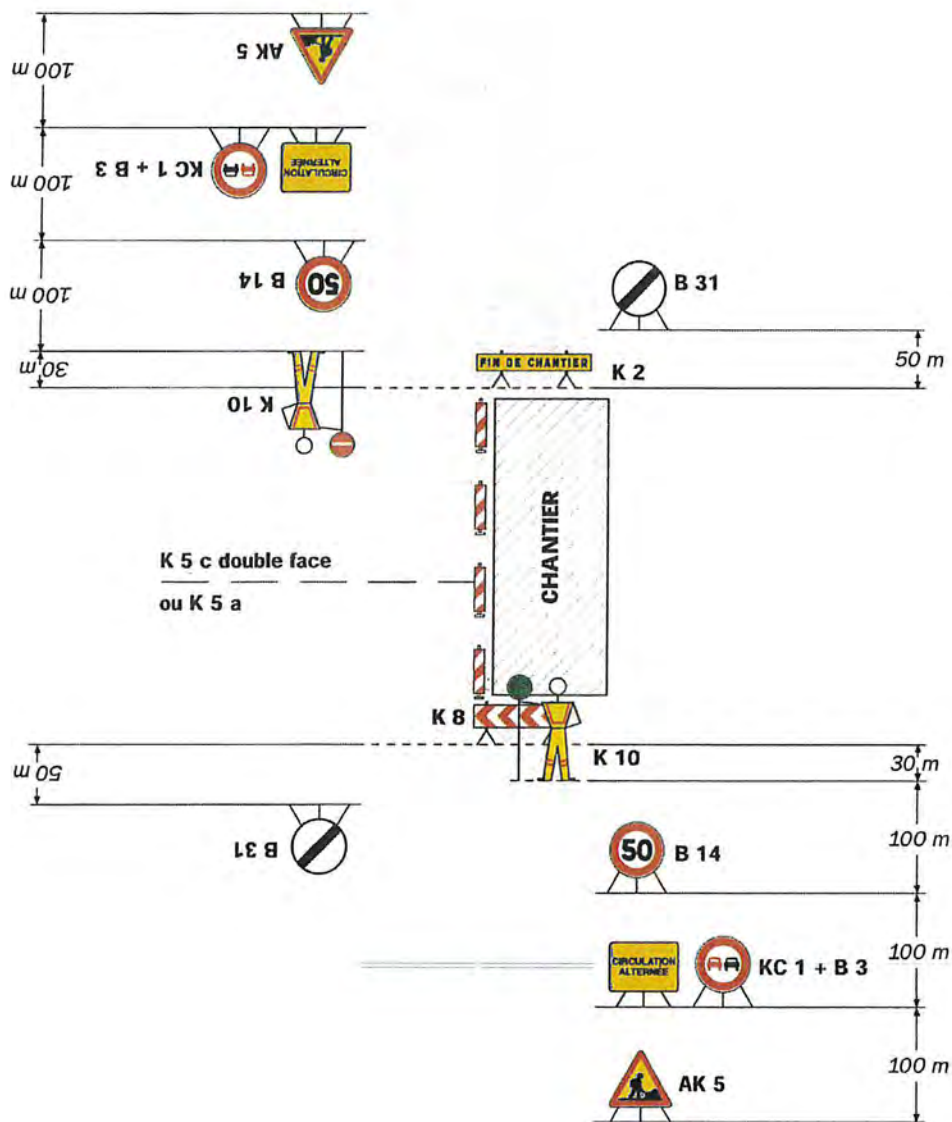 100 m
AK 5
100 m
KC 1 + B 3
CIRCULATION
ALTERNÉE
100 m
B 14
50
B 31
30 m
K 10
FIN DE CHANTIER
K 2
50 m
CHANTIER
K 5 c double face
ou K 5 a
K 8
K 10
50 m
30 m
B 31
50
B 14
100 m
CIRCULATION
ALTERNÉE
KC 1 + B 3
100 m
AK 5
100 m